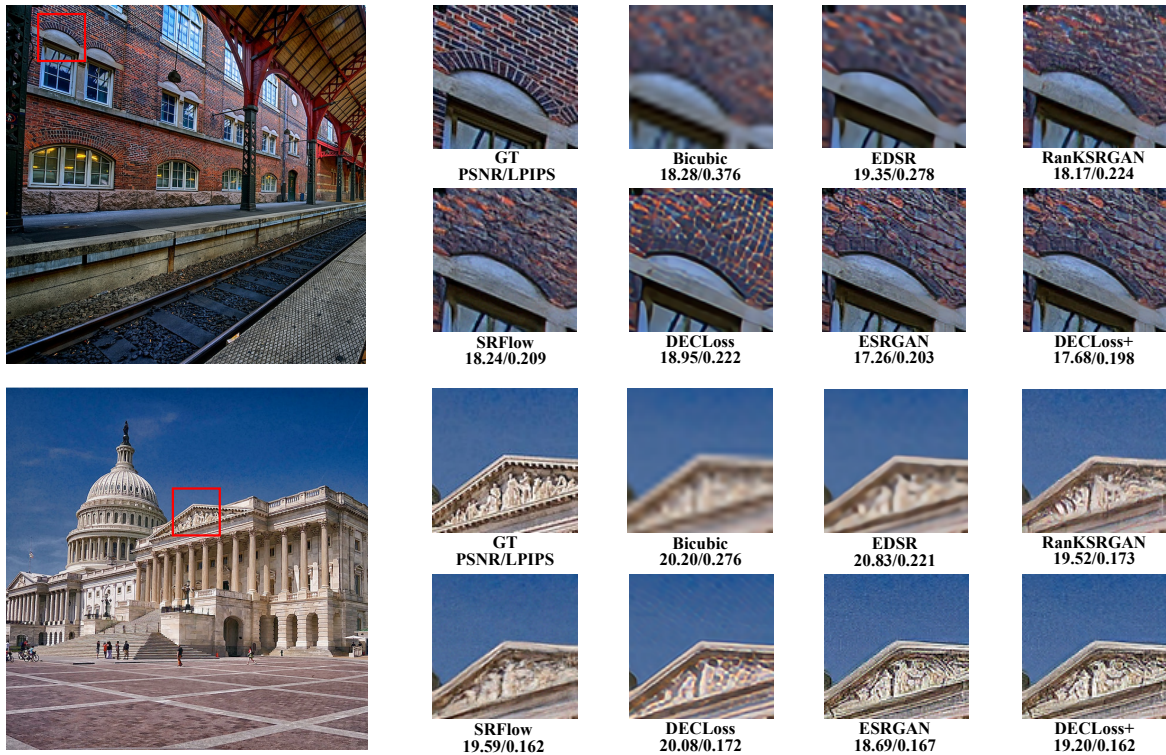 GT
PSNR/LPIPS
Bicubic
18.28/0.376
EDSR
19.35/0.278
RanKSRGAN
18.17/0.224
SRFlow
18.24/0.209
DECLoss
18.95/0.222
ESRGAN
17.26/0.203
DECLoss+
17.68/0.198
GT
PSNR/LPIPS
Bicubic
20.20/0.276
EDSR
20.83/0.221
RanKSRGAN
19.52/0.173
SRFlow
19.59/0.162
DECLoss
20.08/0.172
ESRGAN
18.69/0.167
DECLoss+
19.20/0.162